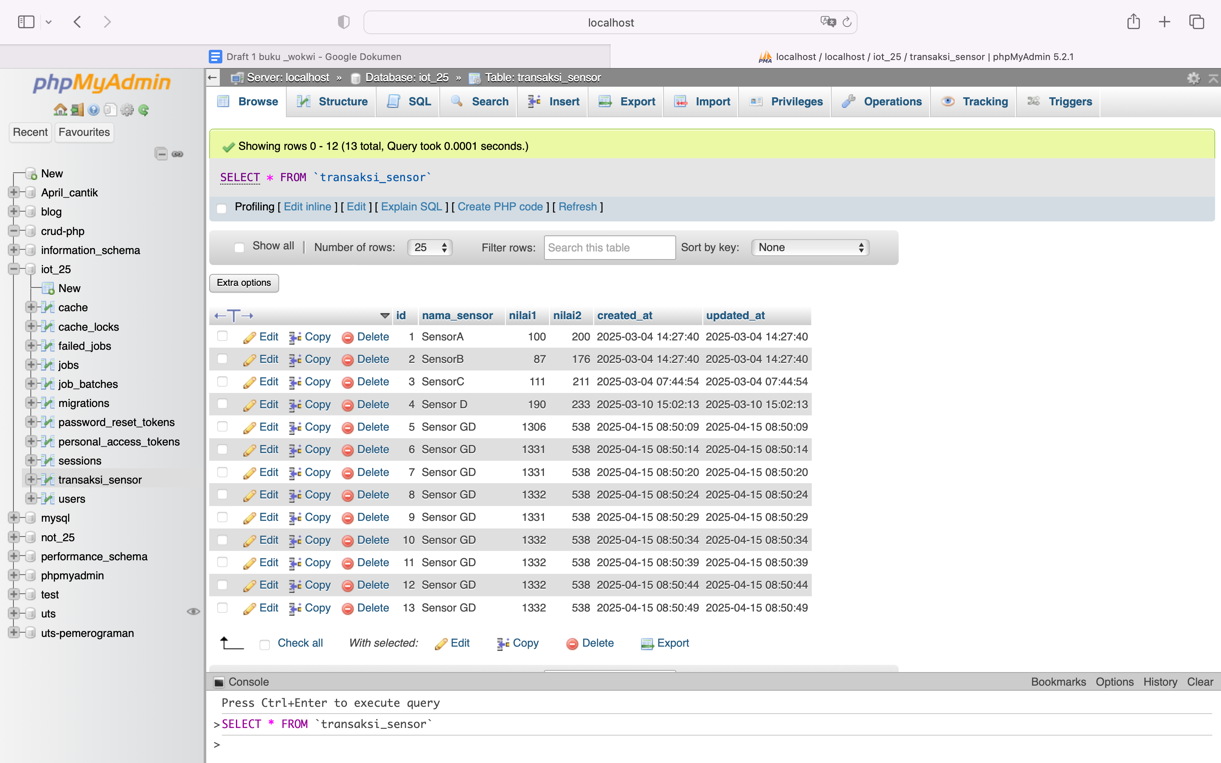 localhost
Draft 1 buku _wokwi - Google Dokumen
localhost / localhost / iot_25 / transaksi_sensor | phpMyAdmin 5.2.1
phpMyAdmin
Recent Favourites
New
April_cantik
blog
crud-php
information_schema
iot_25
New
cache
cache_locks
failed_jobs
jobs
job_batches
migrations
password_reset_tokens
personal_access_tokens
sessions
transaksi_sensor
users
mysql
not_25
performance_schema
phpmyadmin
test
uts
uts-pemerograman
Server: localhost » Database: iot_25 » Table: transaksi_sensor
Browse Structure SQL Search Insert Export Import Privileges Operations Tracking Triggers
Showing rows 0 - 12 (13 total, Query took 0.0001 seconds.)
SELECT * FROM `transaksi_sensor`
Profiling [ Edit inline ] [ Edit ] [ Explain SQL ] [ Create PHP code ] [ Refresh ]
Show all | Number of rows: 25 Filter rows: Search this table Sort by key: None
Extra options
id nama_sensor nilai1 nilai2 created_at updated_at
Edit Copy Delete 1 SensorA 100 200 2025-03-04 14:27:40 2025-03-04 14:27:40
Edit Copy Delete 2 SensorB 87 176 2025-03-04 14:27:40 2025-03-04 14:27:40
Edit Copy Delete 3 SensorC 111 211 2025-03-04 07:44:54 2025-03-04 07:44:54
Edit Copy Delete 4 Sensor D 190 233 2025-03-10 15:02:13 2025-03-10 15:02:13
Edit Copy Delete 5 Sensor GD 1306 538 2025-04-15 08:50:09 2025-04-15 08:50:09
Edit Copy Delete 6 Sensor GD 1331 538 2025-04-15 08:50:14 2025-04-15 08:50:14
Edit Copy Delete 7 Sensor GD 1331 538 2025-04-15 08:50:20 2025-04-15 08:50:20
Edit Copy Delete 8 Sensor GD 1332 538 2025-04-15 08:50:24 2025-04-15 08:50:24
Edit Copy Delete 9 Sensor GD 1331 538 2025-04-15 08:50:29 2025-04-15 08:50:29
Edit Copy Delete 10 Sensor GD 1332 538 2025-04-15 08:50:34 2025-04-15 08:50:34
Edit Copy Delete 11 Sensor GD 1332 538 2025-04-15 08:50:39 2025-04-15 08:50:39
Edit Copy Delete 12 Sensor GD 1332 538 2025-04-15 08:50:44 2025-04-15 08:50:44
Edit Copy Delete 13 Sensor GD 1332 538 2025-04-15 08:50:49 2025-04-15 08:50:49
Check all With selected: Edit Copy Delete Export
Console Bookmarks Options History Clear
Press Ctrl+Enter to execute query
>SELECT * FROM `transaksi_sensor`
>